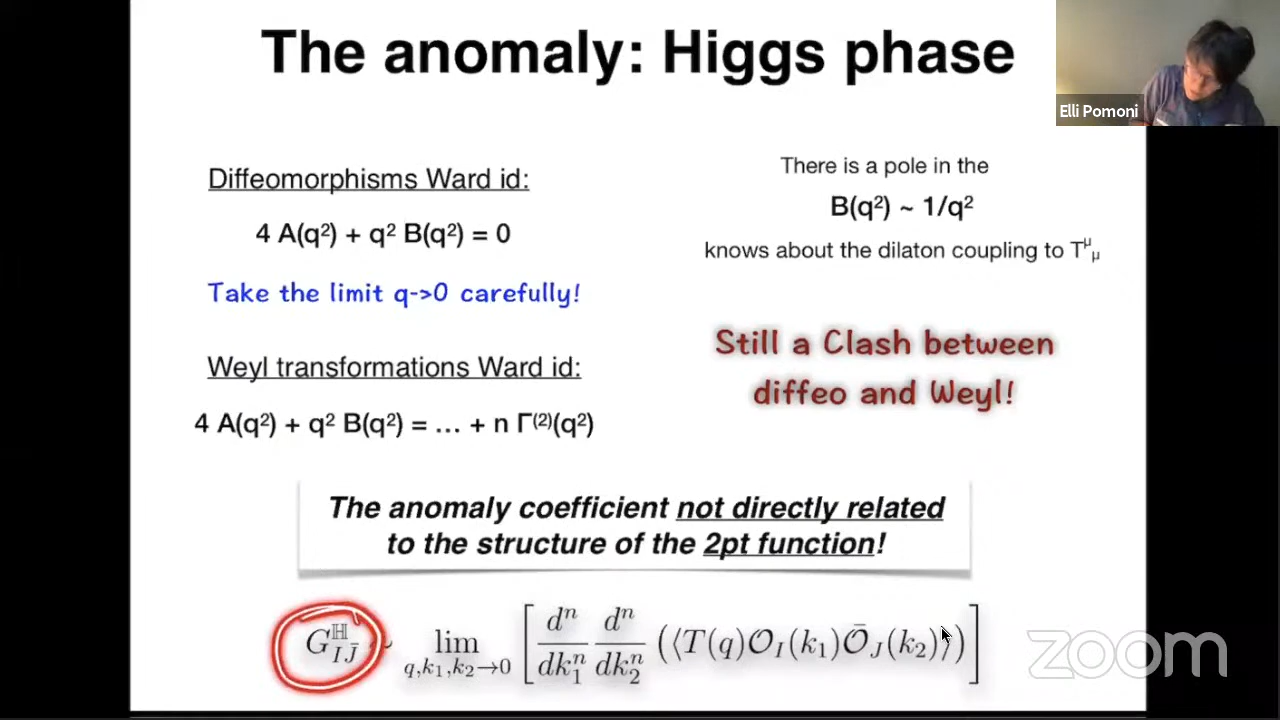 The anomaly: Higgs phase
Elli Pomoni
Diffeomorphisms Ward id:
4 A(q²) + q² B(q²) = 0
Take the limit q->0 carefully!
Weyl transformations Ward id:
4 A(q²) + q² B(q²) = ... + n Γ⁽²⁾(q²)
There is a pole in the
B(q²) ~ 1/q²
knows about the dilaton coupling to T^μ_μ
Still a Clash between
diffeo and Weyl!
The anomaly coefficient not directly related
to the structure of the 2pt function!
G^ℍ_{IJ̄} ~ lim_{q,k₁,k₂→0} [ dⁿ/dk₁ⁿ dⁿ/dk₂ⁿ (⟨T(q)𝒪_I(k₁)𝒪̄_J(k₂)⟩) ]
zoom